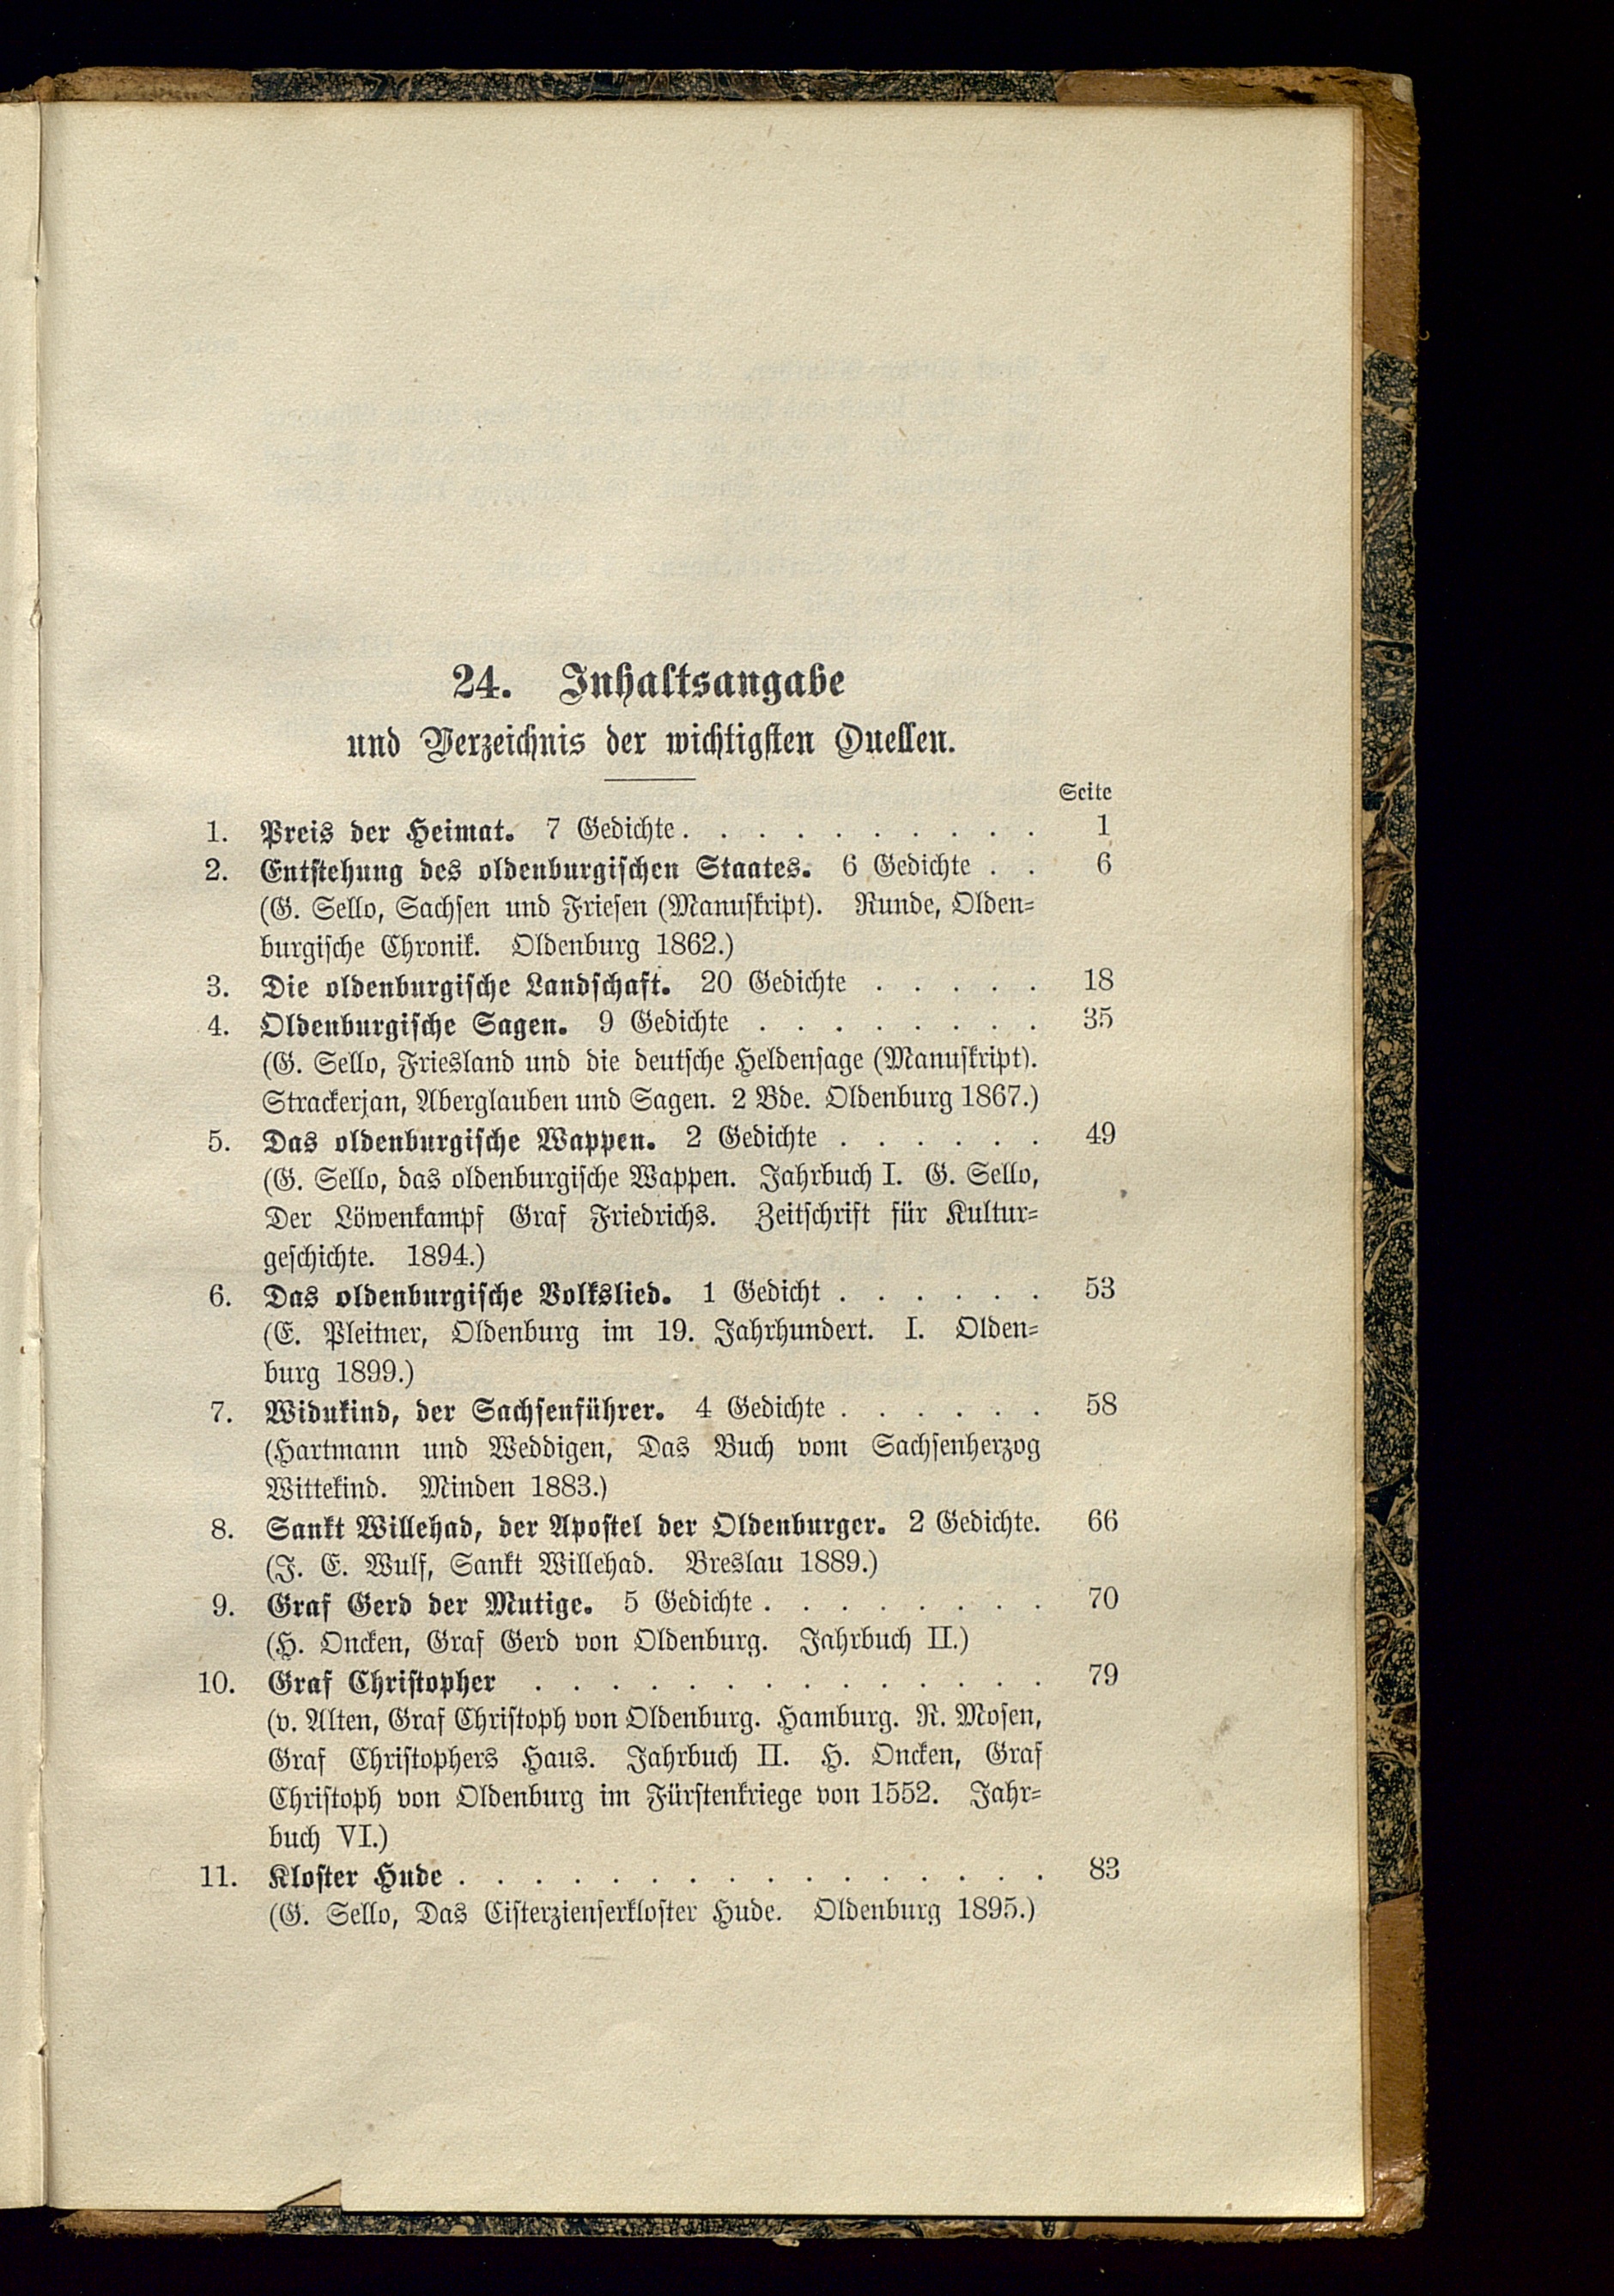 24. Inhaltsangabe
und Verzeichnis der wichtigsten Quellen.
Seite
1. Preis der Heimat. 7 Gedichte . . . . . . . . . . 1
2. Entstehung des oldenburgischen Staates. 6 Gedichte . . 6
(G. Sello, Sachsen und Friesen (Manuskript). Runde, Olden-
burgische Chronik. Oldenburg 1862.)
3. Die oldenburgische Landschaft. 20 Gedichte . . . . . 18
4. Oldenburgische Sagen. 9 Gedichte . . . . . . . . 35
(G. Sello, Friesland und die deutsche Heldensage (Manuskript).
Strackerjan, Aberglauben und Sagen. 2 Bde. Oldenburg 1867.)
5. Das oldenburgische Wappen. 2 Gedichte . . . . . . 49
(G. Sello, das oldenburgische Wappen. Jahrbuch I. G. Sello,
Der Löwenkampf Graf Friedrichs. Zeitschrift für Kultur-
geschichte. 1894.)
6. Das oldenburgische Volkslied. 1 Gedicht . . . . . . 53
(E. Pleitner, Oldenburg im 19. Jahrhundert. I. Olden-
burg 1899.)
7. Widukind, der Sachsenführer. 4 Gedichte . . . . . . 58
(Hartmann und Weddigen, Das Buch vom Sachsenherzog
Wittekind. Minden 1883.)
8. Sankt Willehad, der Apostel der Oldenburger. 2 Gedichte. 66
(J. E. Wulf, Sankt Willehad. Breslau 1889.)
9. Graf Gerd der Mutige. 5 Gedichte . . . . . . . . 70
(H. Oncken, Graf Gerd von Oldenburg. Jahrbuch II.)
10. Graf Christopher . . . . . . . . . . . . . . 79
(v. Alten, Graf Christoph von Oldenburg. Hamburg. R. Mosen,
Graf Christophers Haus. Jahrbuch II. H. Oncken, Graf
Christoph von Oldenburg im Fürstenkriege von 1552. Jahr-
buch VI.)
11. Kloster Hude . . . . . . . . . . . . . . . . 83
(G. Sello, Das Cisterzienserkloster Hude. Oldenburg 1895.)